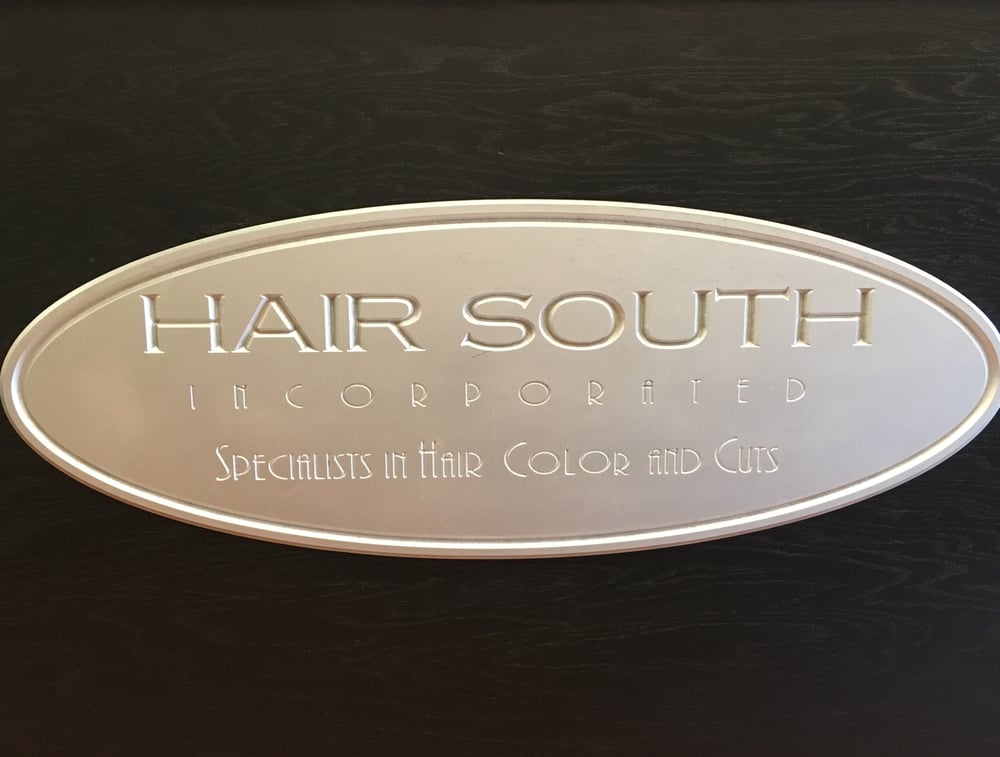 HAIR SOUTH
INCORPORATED
SPECIALISTS IN HAIR COLOR AND CUTS